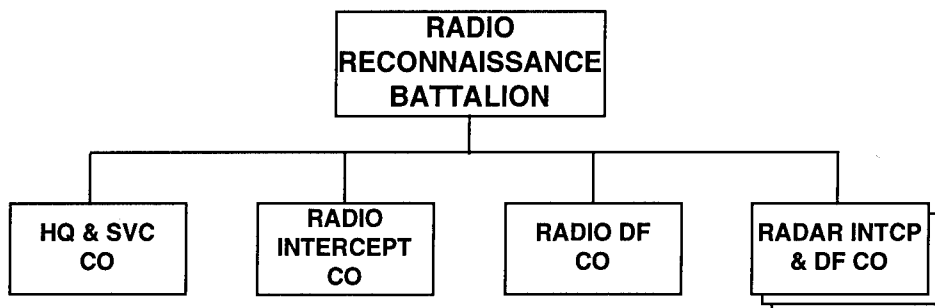 RADIO
RECONNAISSANCE
BATTALION
HQ & SVC
CO
RADIO
INTERCEPT
CO
RADIO DF
CO
RADAR INTCP
& DF CO